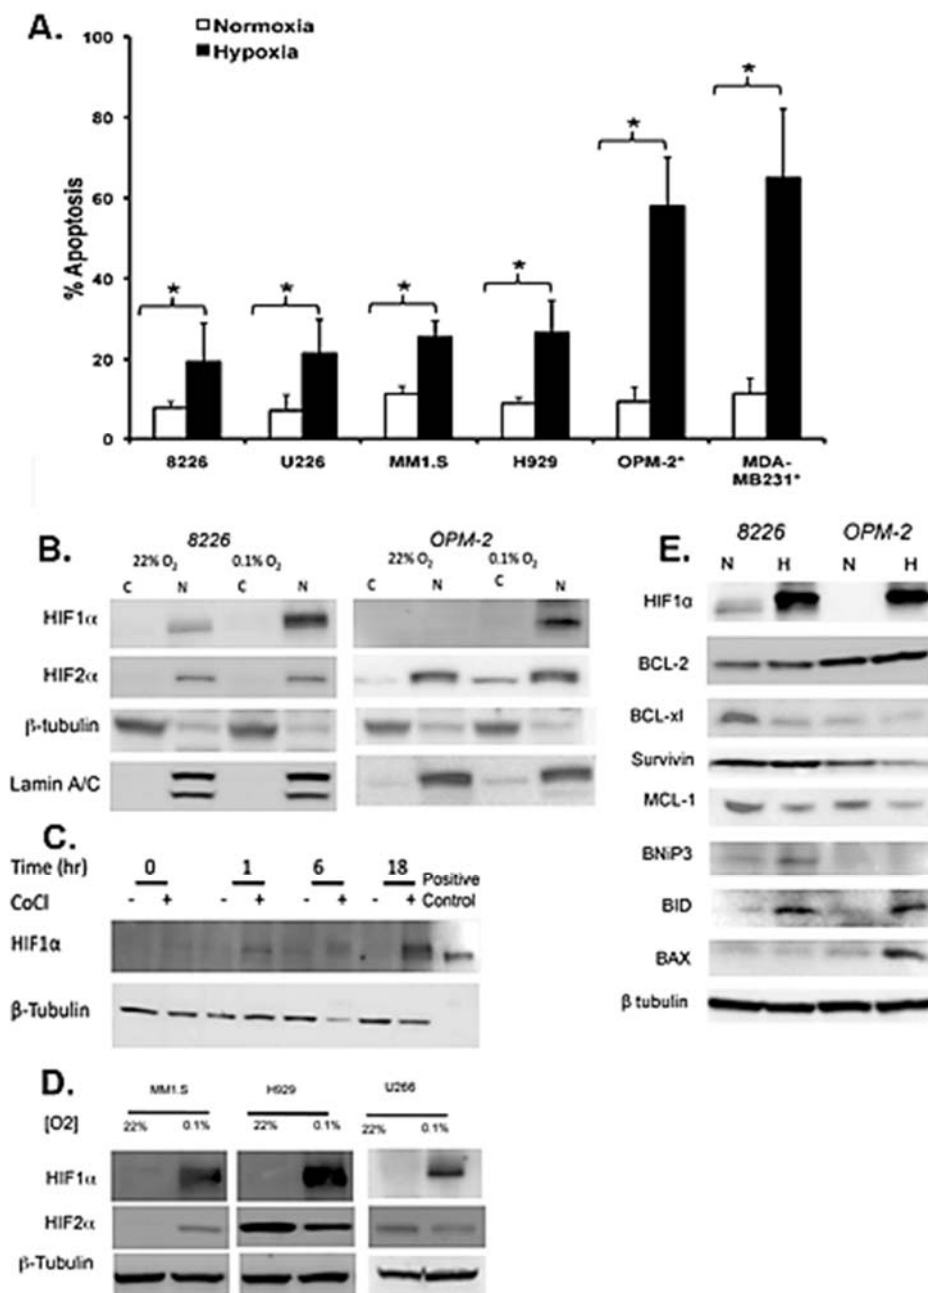 A.
Normoxia
Hypoxia
% Apoptosis
100
80
60
40
20
0
* * * * * *
8226 U226 MM1.S H929 OPM-2* MDA-MB231*
B.
8226 OPM-2
22% O2 0.1% O2 22% O2 0.1% O2
C N C N C N C N
HIF1α
HIF2α
β-tubulin
Lamin A/C
C.
Time (hr) 0 1 6 18 Positive Control
CoCl - + - + - + - +
HIF1α
β-Tubulin
D.
MM1.S H929 U266
[O2] 22% 0.1% 22% 0.1% 22% 0.1%
HIF1α
HIF2α
β-Tubulin
E.
8226 OPM-2
N H N H
HIF1α
BCL-2
BCL-xl
Survivin
MCL-1
BNiP3
BID
BAX
β tubulin